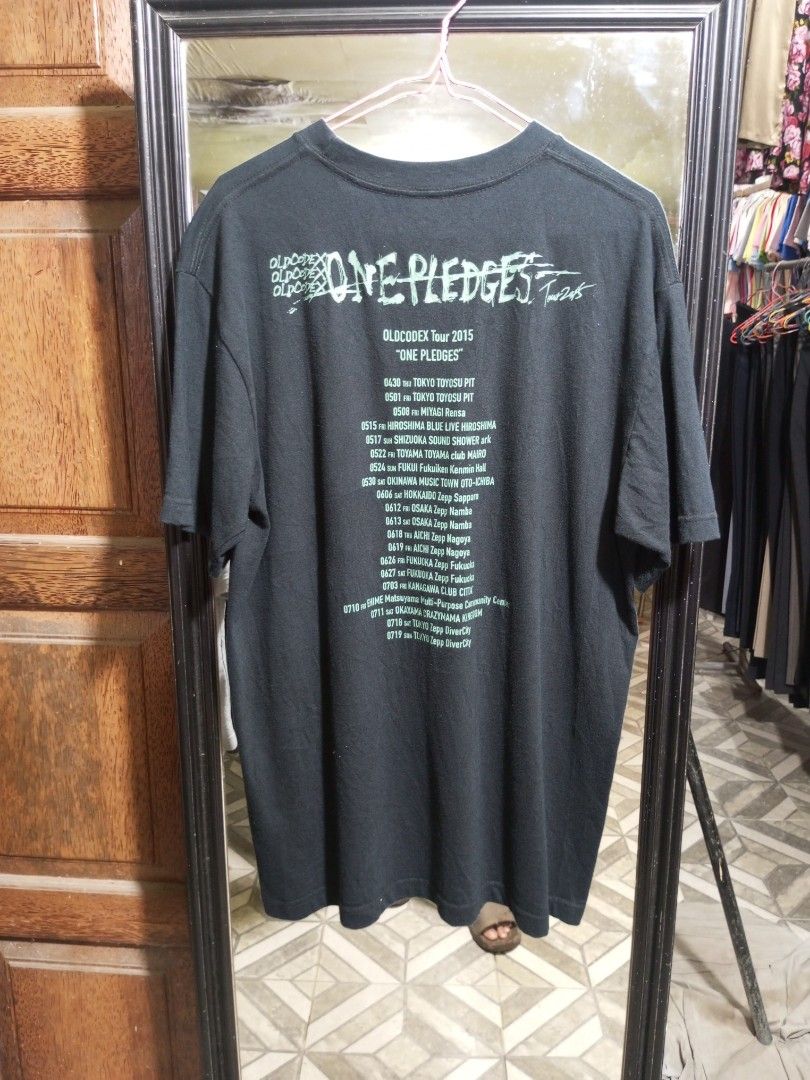 OLDCODEX
OLDCODEX
OLDCODEX
ONE PLEDGES Tour 2015
OLDCODEX Tour 2015
"ONE PLEDGES"
0430 THU TOKYO TOYOSU PIT
0501 FRI TOKYO TOYOSU PIT
0508 FRI MIYAGI Rensa
0515 FRI HIROSHIMA BLUE LIVE HIROSHIMA
0517 SUN SHIZUOKA SOUND SHOWER ark
0522 FRI TOYAMA TOYAMA club MAIRO
0524 SUN FUKUI Fukuiken Kenmin Hall
0530 SAT OKINAWA MUSIC TOWN OTO-ICHIBA
0606 SAT HOKKAIDO Zepp Sapporo
0612 FRI OSAKA Zepp Namba
0613 SAT OSAKA Zepp Namba
0618 THU AICHI Zepp Nagoya
0619 FRI AICHI Zepp Nagoya
0626 FRI FUKUOKA Zepp Fukuoka
0627 SAT FUKUOKA Zepp Fukuoka
0703 FRI KANAGAWA CLUB CITTA'
0710 FRI EHIME Matsuyama Multi-Purpose Community Center
0711 SAT OKAYAMA CRAZYMAMA KINGDOM
0718 SAT TOKYO Zepp DiverCity
0719 SUN TOKYO Zepp DiverCity